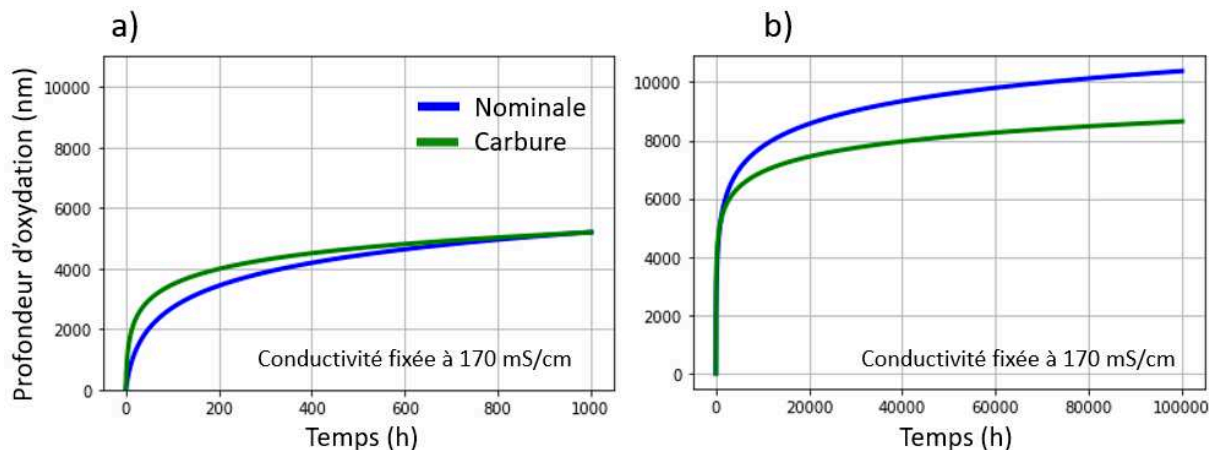 a)
b)
Profondeur d'oxydation (nm)
10000
8000
6000
4000
2000
0
Nominale
Carbure
Conductivité fixée à 170 mS/cm
0 200 400 600 800 1000
Temps (h)
10000
8000
6000
4000
2000
0
Conductivité fixée à 170 mS/cm
0 20000 40000 60000 80000 100000
Temps (h)